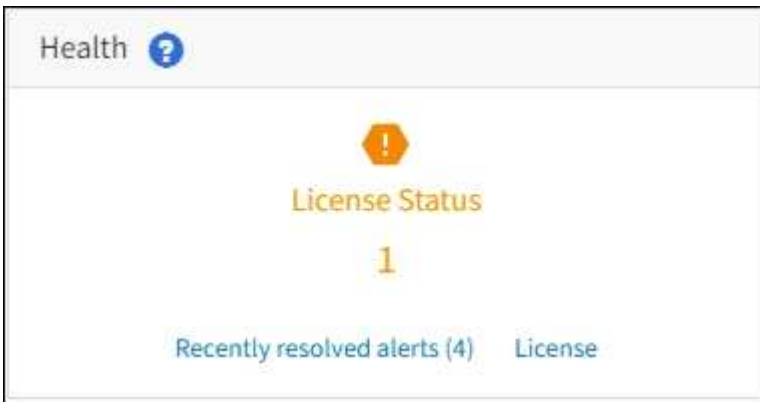 Health ?
!
License Status
1
Recently resolved alerts (4) License